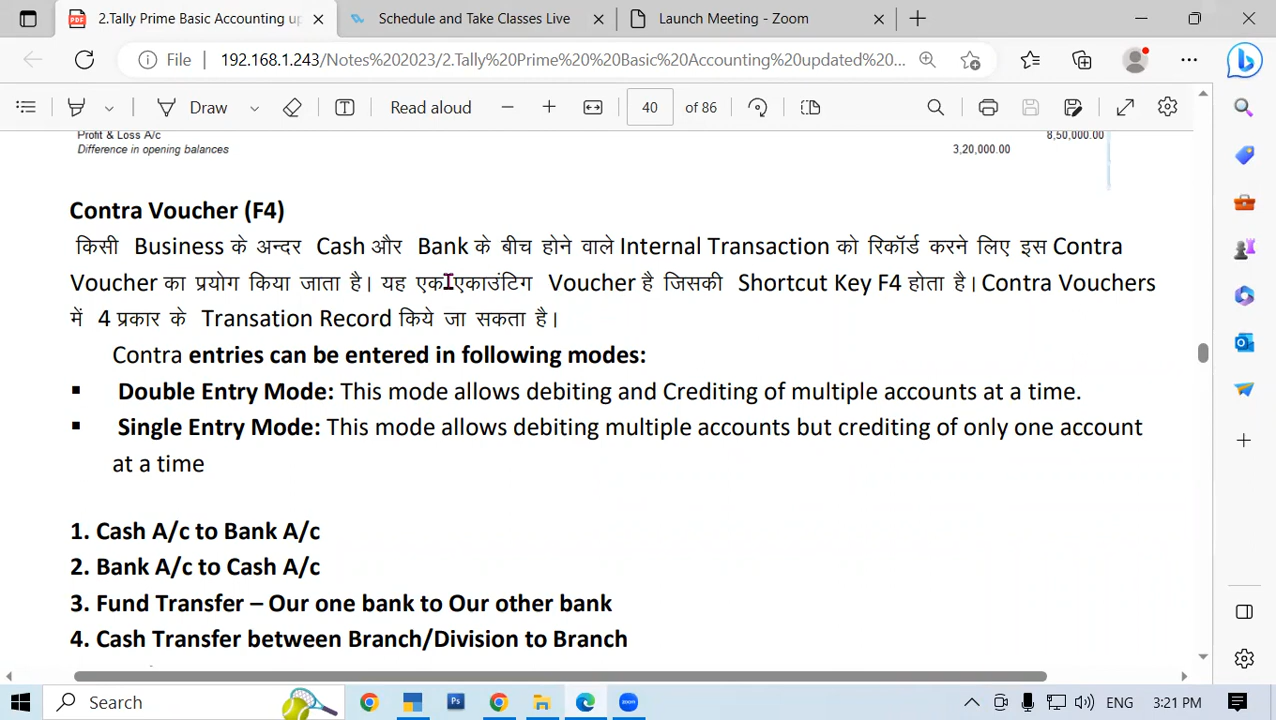 2.Tally Prime Basic Accounting up
Schedule and Take Classes Live
Launch Meeting - Zoom
File
192.168.1.243/Notes%202023/2.Tally%20Prime%20%20Basic%20Accounting%20updated%20...
Draw
Read aloud
40
of 86
Profit & Loss A/c
8,50,000.00
Difference in opening balances
3,20,000.00
Contra Voucher (F4)
किसी Business के अन्दर Cash और Bank के बीच होने वाले Internal Transaction को रिकॉर्ड करने लिए इस Contra
Voucher का प्रयोग किया जाता है। यह एक एकाउंटिग Voucher है जिसकी Shortcut Key F4 होता है। Contra Vouchers
में 4 प्रकार के Transation Record किये जा सकता है।
Contra entries can be entered in following modes:
▪ Double Entry Mode: This mode allows debiting and Crediting of multiple accounts at a time.
▪ Single Entry Mode: This mode allows debiting multiple accounts but crediting of only one account
at a time
1. Cash A/c to Bank A/c
2. Bank A/c to Cash A/c
3. Fund Transfer – Our one bank to Our other bank
4. Cash Transfer between Branch/Division to Branch
Search
ENG
3:21 PM